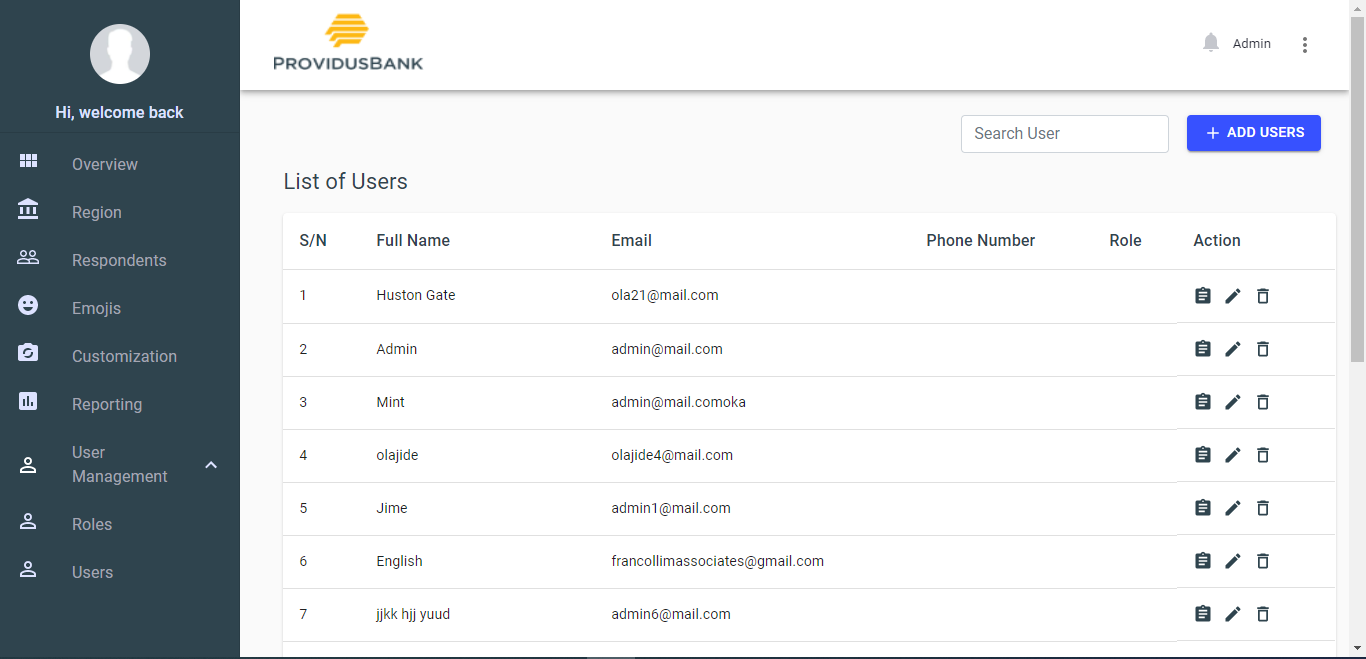 PROVIDUSBANK
Admin
Hi, welcome back
Overview
Region
Respondents
Emojis
Customization
Reporting
User
Management
Roles
Users
Search User
+ ADD USERS
List of Users
S/N Full Name Email Phone Number Role Action
1 Huston Gate ola21@mail.com
2 Admin admin@mail.com
3 Mint admin@mail.comoka
4 olajide olajide4@mail.com
5 Jime admin1@mail.com
6 English francollimassociates@gmail.com
7 jjkk hjj yuud admin6@mail.com